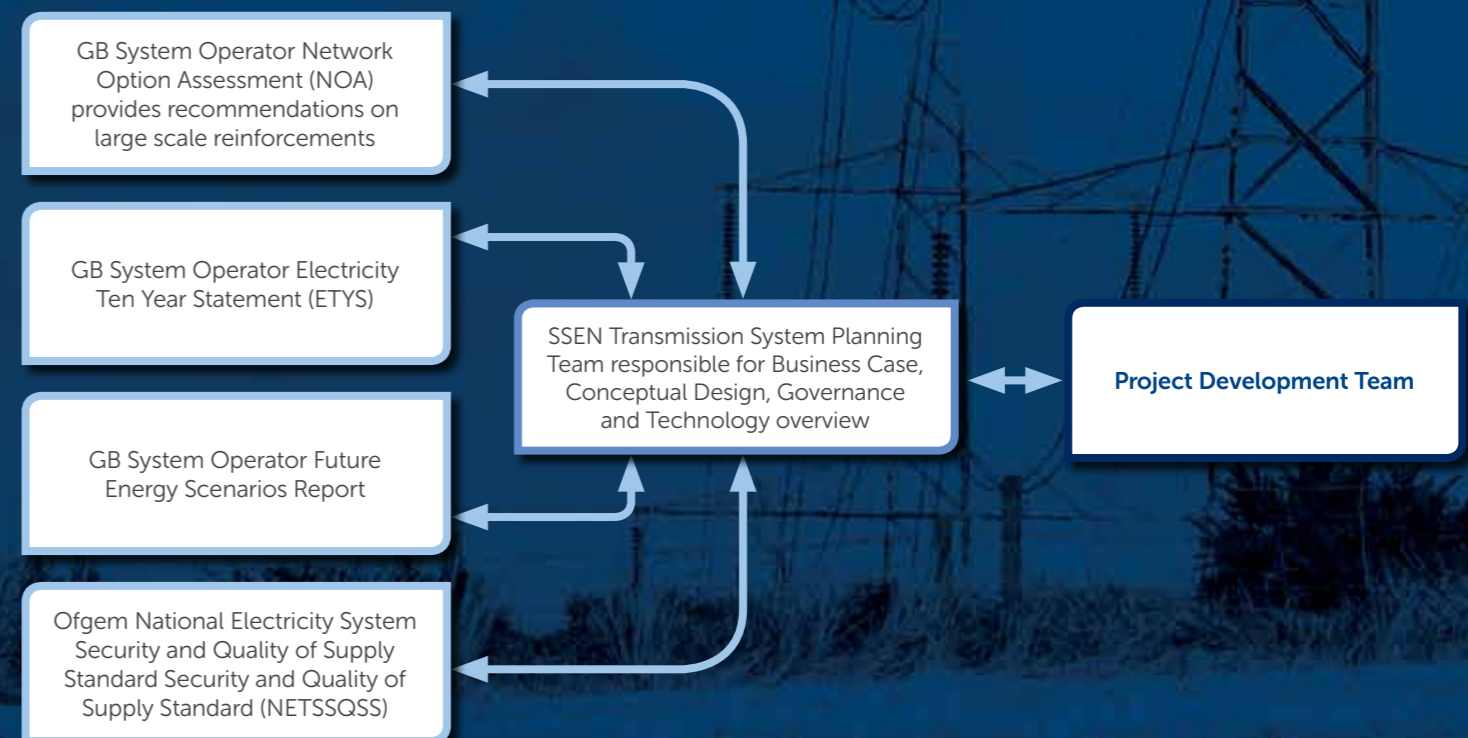 GB System Operator Network
Option Assessment (NOA)
provides recommendations on
large scale reinforcements
GB System Operator Electricity
Ten Year Statement (ETYS)
GB System Operator Future
Energy Scenarios Report
Ofgem National Electricity System
Security and Quality of Supply
Standard Security and Quality of
Supply Standard (NETSSQSS)
SSEN Transmission System Planning
Team responsible for Business Case,
Conceptual Design, Governance
and Technology overview
Project Development Team